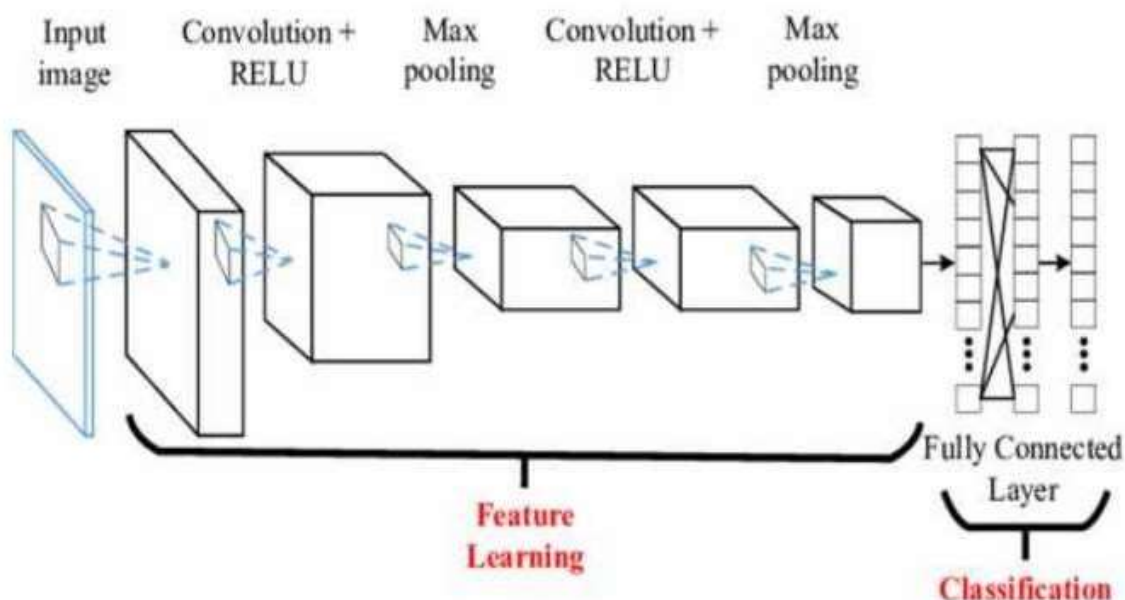 Input
image
Convolution +
RELU
Max
pooling
Convolution +
RELU
Max
pooling
Fully Connected
Layer
Feature
Learning
Classification